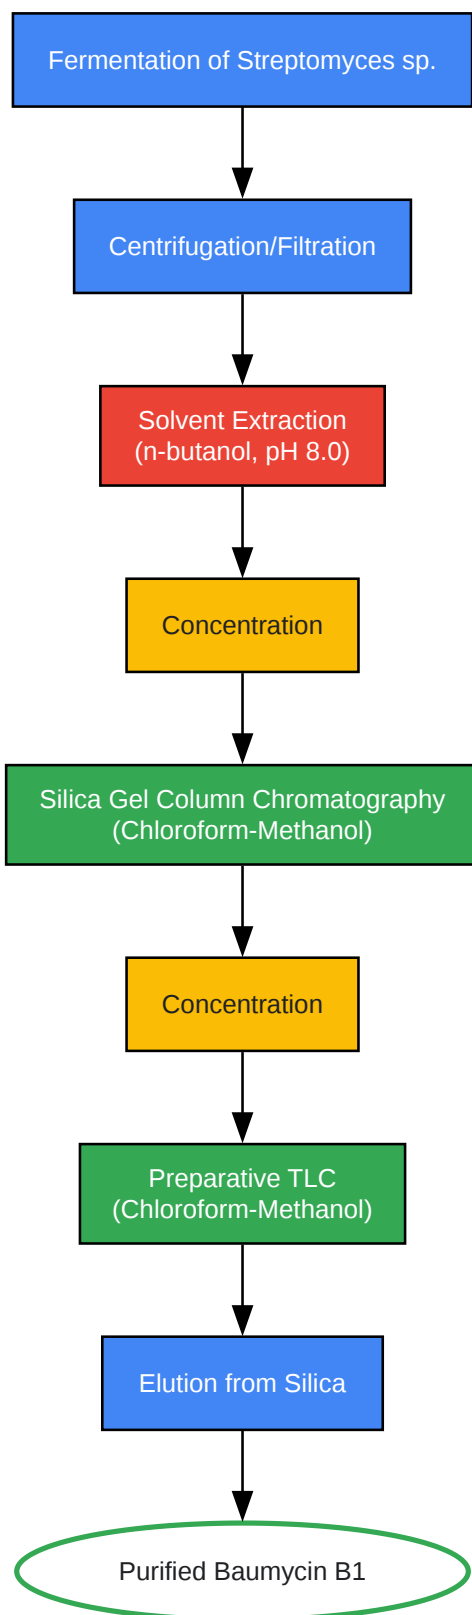 Fermentation of Streptomyces sp.
Centrifugation/Filtration
Solvent Extraction
(n-butanol, pH 8.0)
Concentration
Silica Gel Column Chromatography
(Chloroform-Methanol)
Concentration
Preparative TLC
(Chloroform-Methanol)
Elution from Silica
Purified Baumycin B1